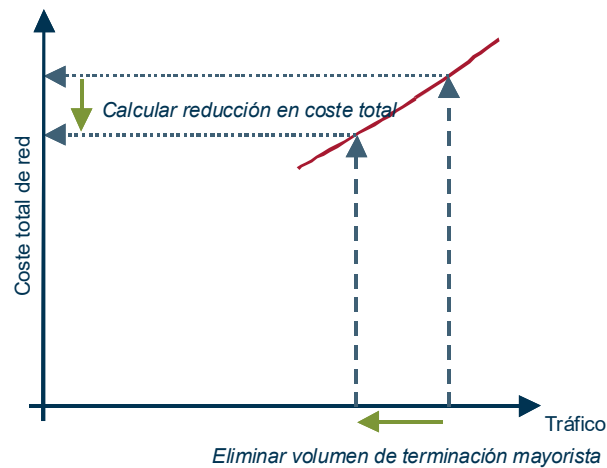 Calcular reducción en coste total
Coste total de red
Tráfico
Eliminar volumen de terminación mayorista